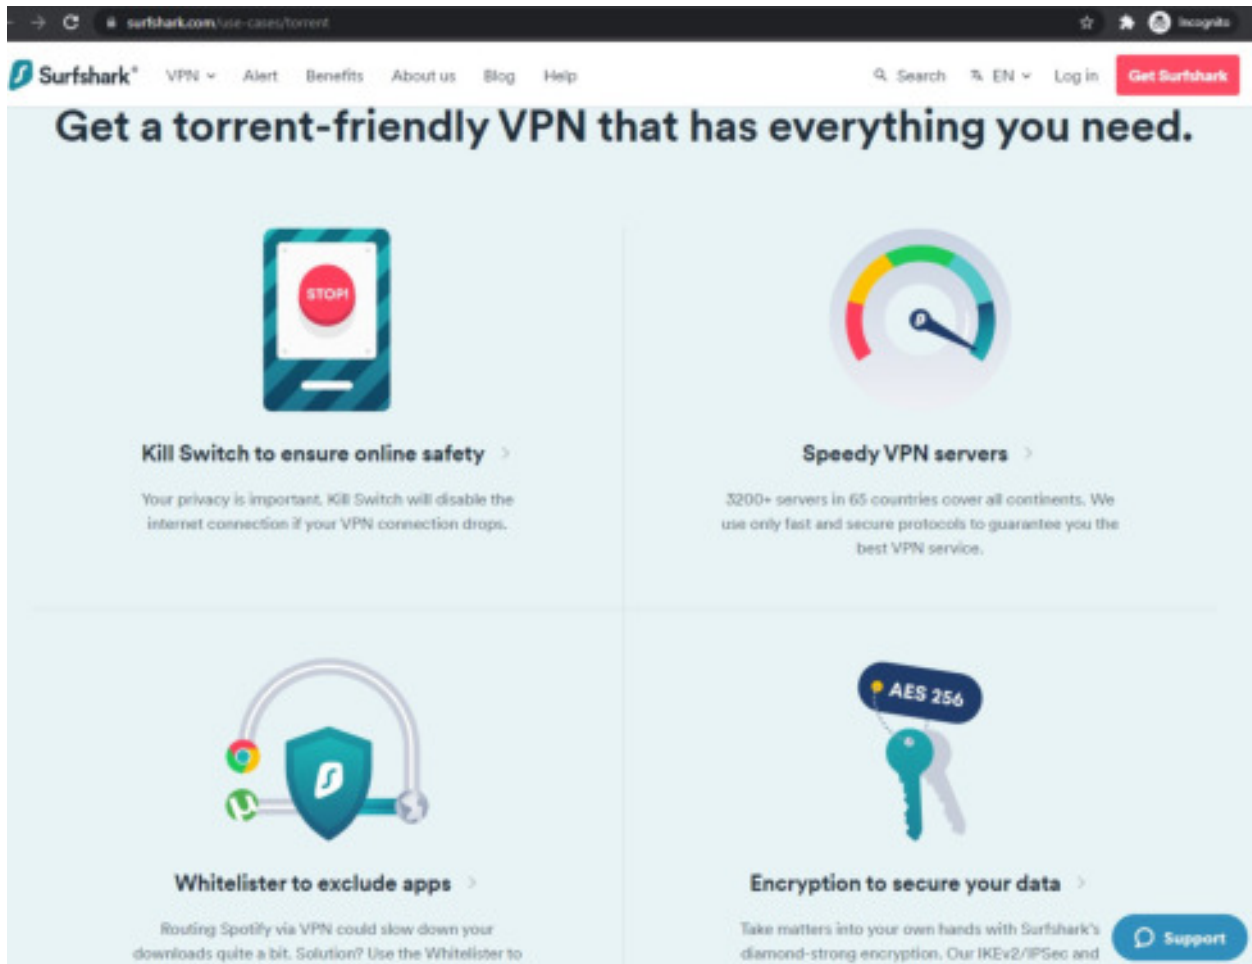 surfshark.com/use-cases/torrent
Incognito
Surfshark®
VPN
Alert
Benefits
About us
Blog
Help
Search
EN
Log in
Get Surfshark
Get a torrent-friendly VPN that has everything you need.
STOP!
Kill Switch to ensure online safety
Your privacy is important. Kill Switch will disable the
internet connection if your VPN connection drops.
Speedy VPN servers
3200+ servers in 65 countries cover all continents. We
use only fast and secure protocols to guarantee you the
best VPN service.
Whitelister to exclude apps
Routing Spotify via VPN could slow down your
downloads quite a bit. Solution? Use the Whitelister to
AES 256
Encryption to secure your data
Take matters into your own hands with Surfshark's
diamond-strong encryption. Our IKEv2/IPSec and
Support